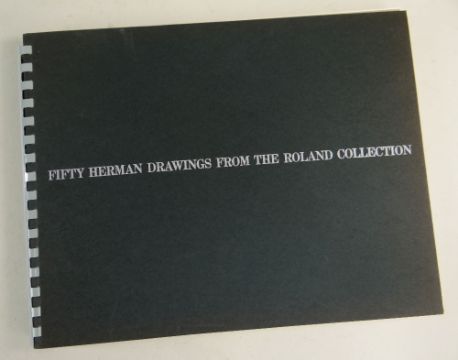 FIFTY HERMAN DRAWINGS FROM THE ROLAND COLLECTION